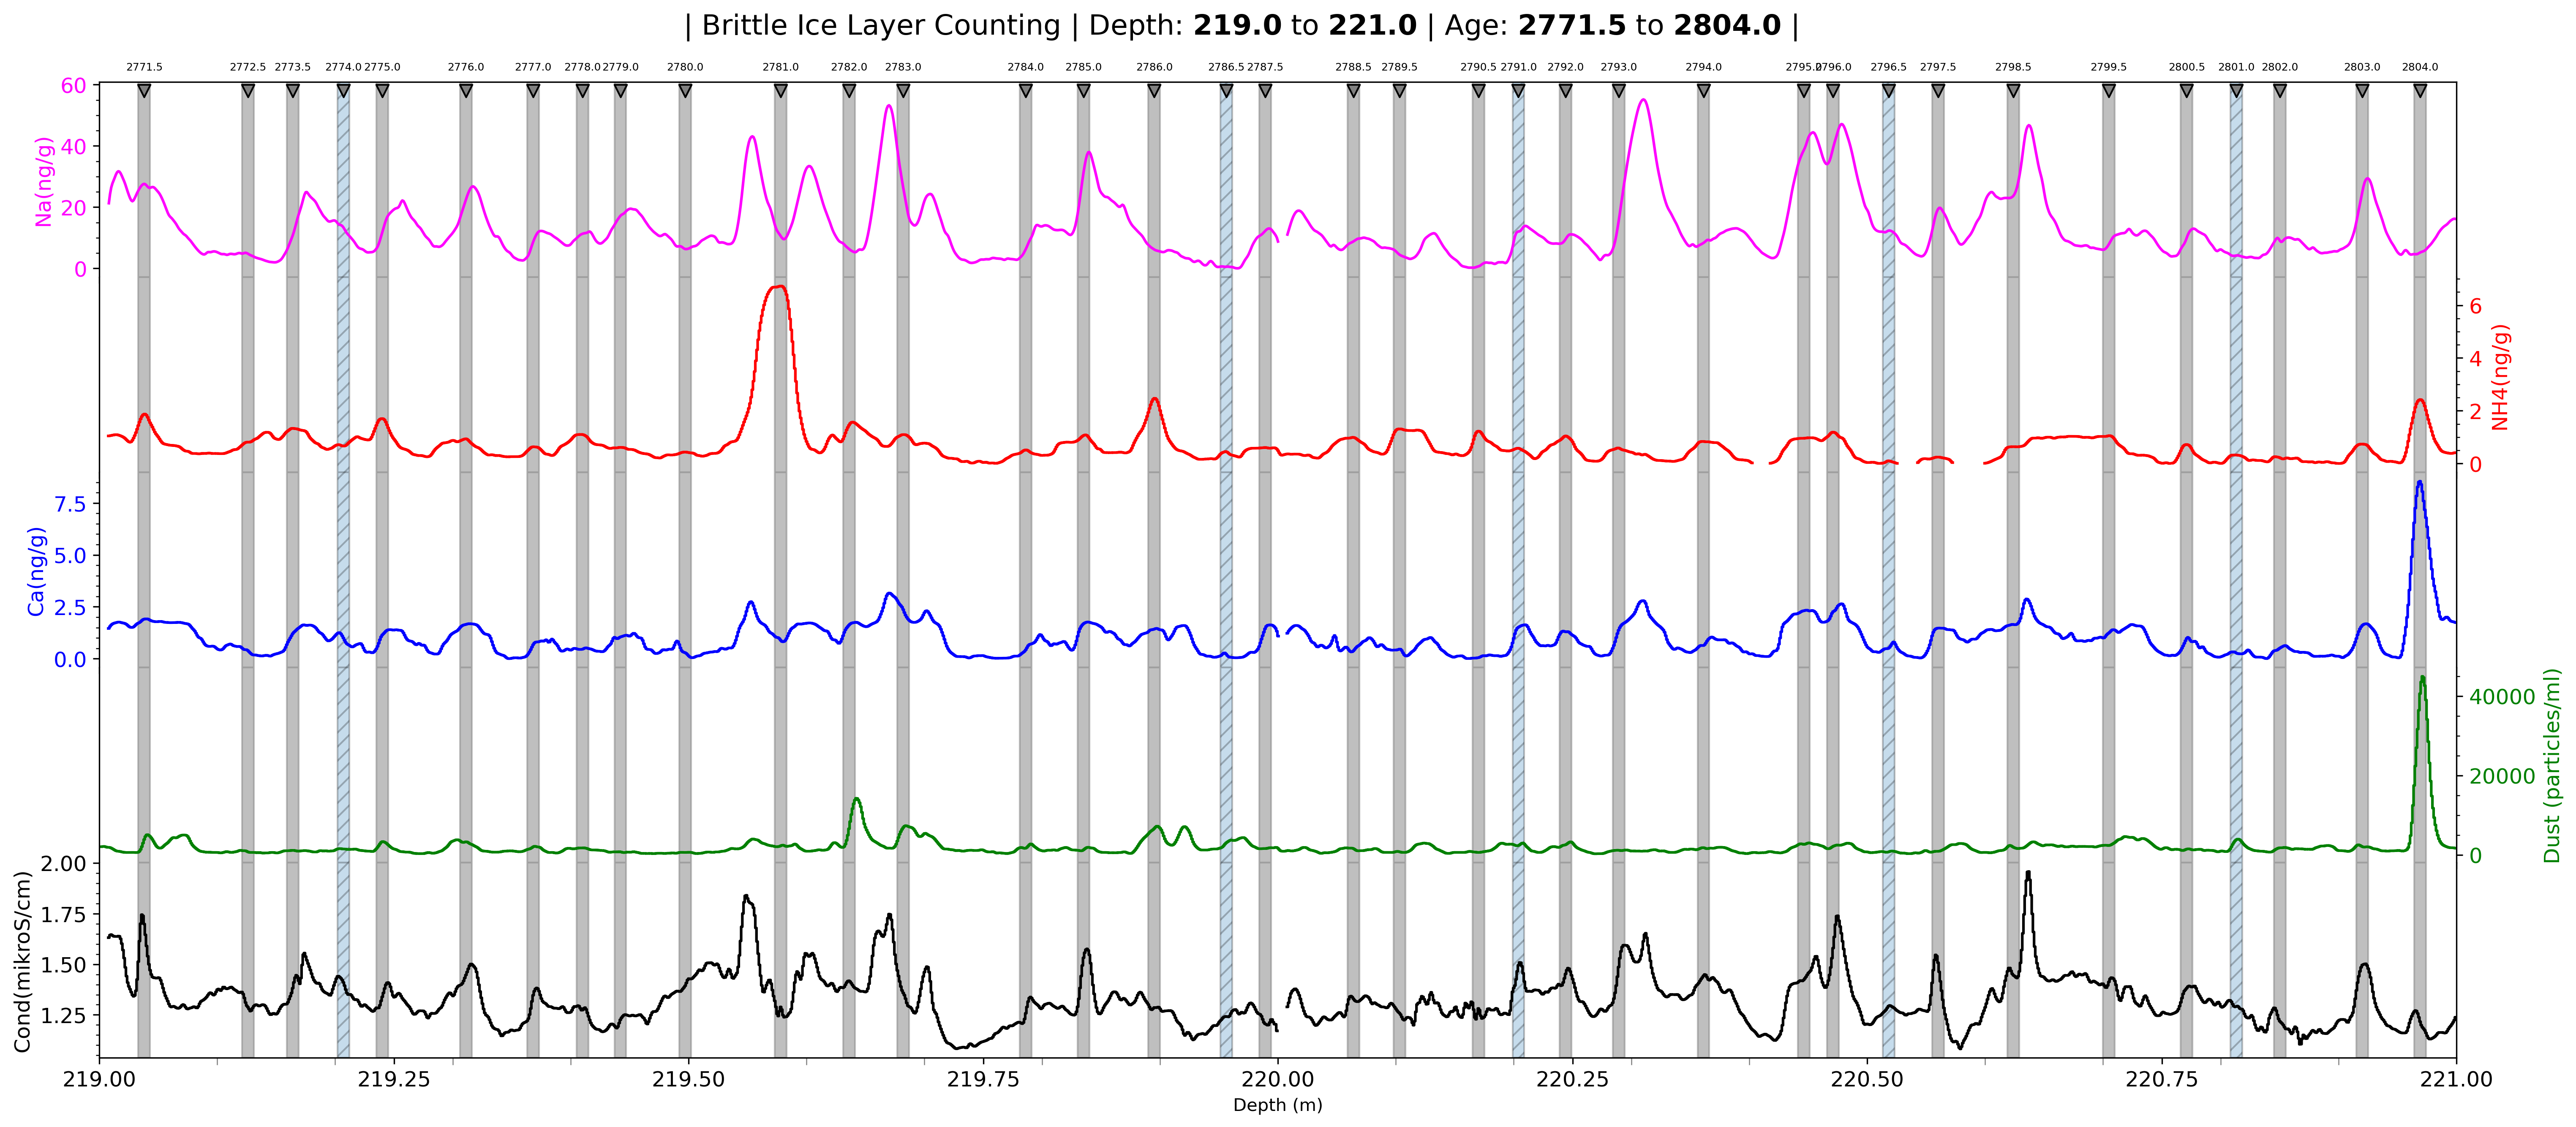 | Brittle Ice Layer Counting | Depth: 219.0 to 221.0 | Age: 2771.5 to 2804.0 |
2771.5 2772.5 2773.5 2774.0 2775.0 2776.0 2777.0 2778.0 2779.0 2780.0 2781.0 2782.0 2783.0 2784.0 2785.0 2786.0 2786.5 2787.5 2788.5 2789.5 2790.5 2791.0 2792.0 2793.0 2794.0 2795.0 2796.0 2796.5 2797.5 2798.5 2799.5 2800.5 2801.0 2802.0 2803.0 2804.0
60
40
20
0
Na(ng/g)
6
4
2
0
NH4(ng/g)
7.5
5.0
2.5
0.0
Ca(ng/g)
40000
20000
0
Dust (particles/ml)
2.00
1.75
1.50
1.25
Cond(mikroS/cm)
219.00 219.25 219.50 219.75 220.00 220.25 220.50 220.75 221.00
Depth (m)